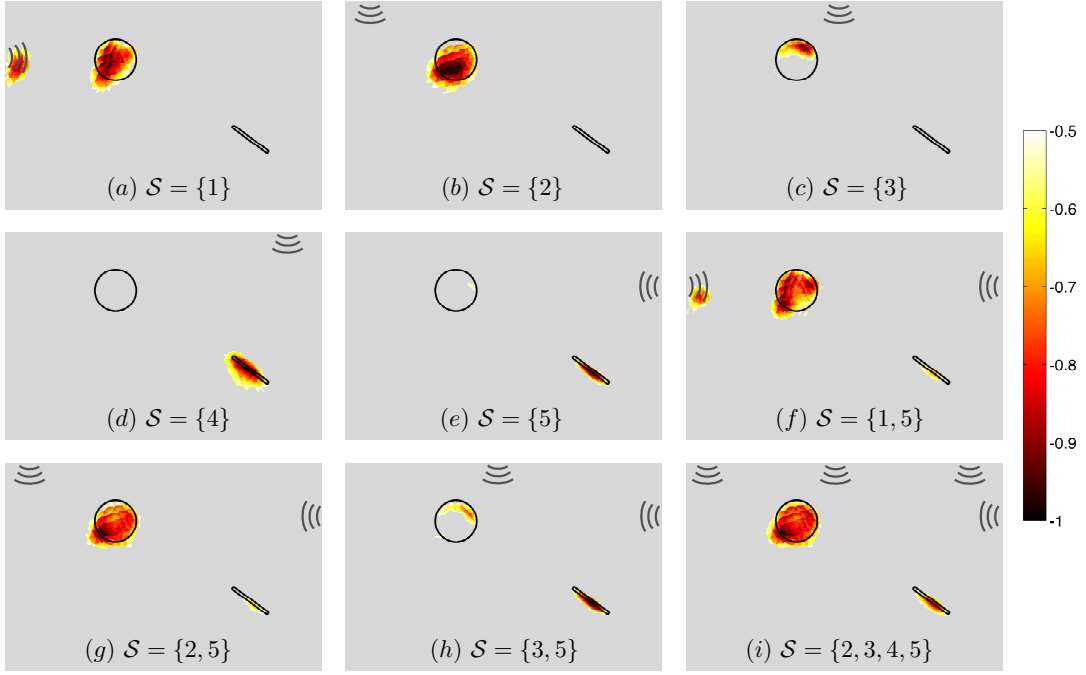 (a) 𝒮 = {1}
(b) 𝒮 = {2}
(c) 𝒮 = {3}
(d) 𝒮 = {4}
(e) 𝒮 = {5}
(f) 𝒮 = {1, 5}
(g) 𝒮 = {2, 5}
(h) 𝒮 = {3, 5}
(i) 𝒮 = {2, 3, 4, 5}
-0.5
-0.6
-0.7
-0.8
-0.9
-1